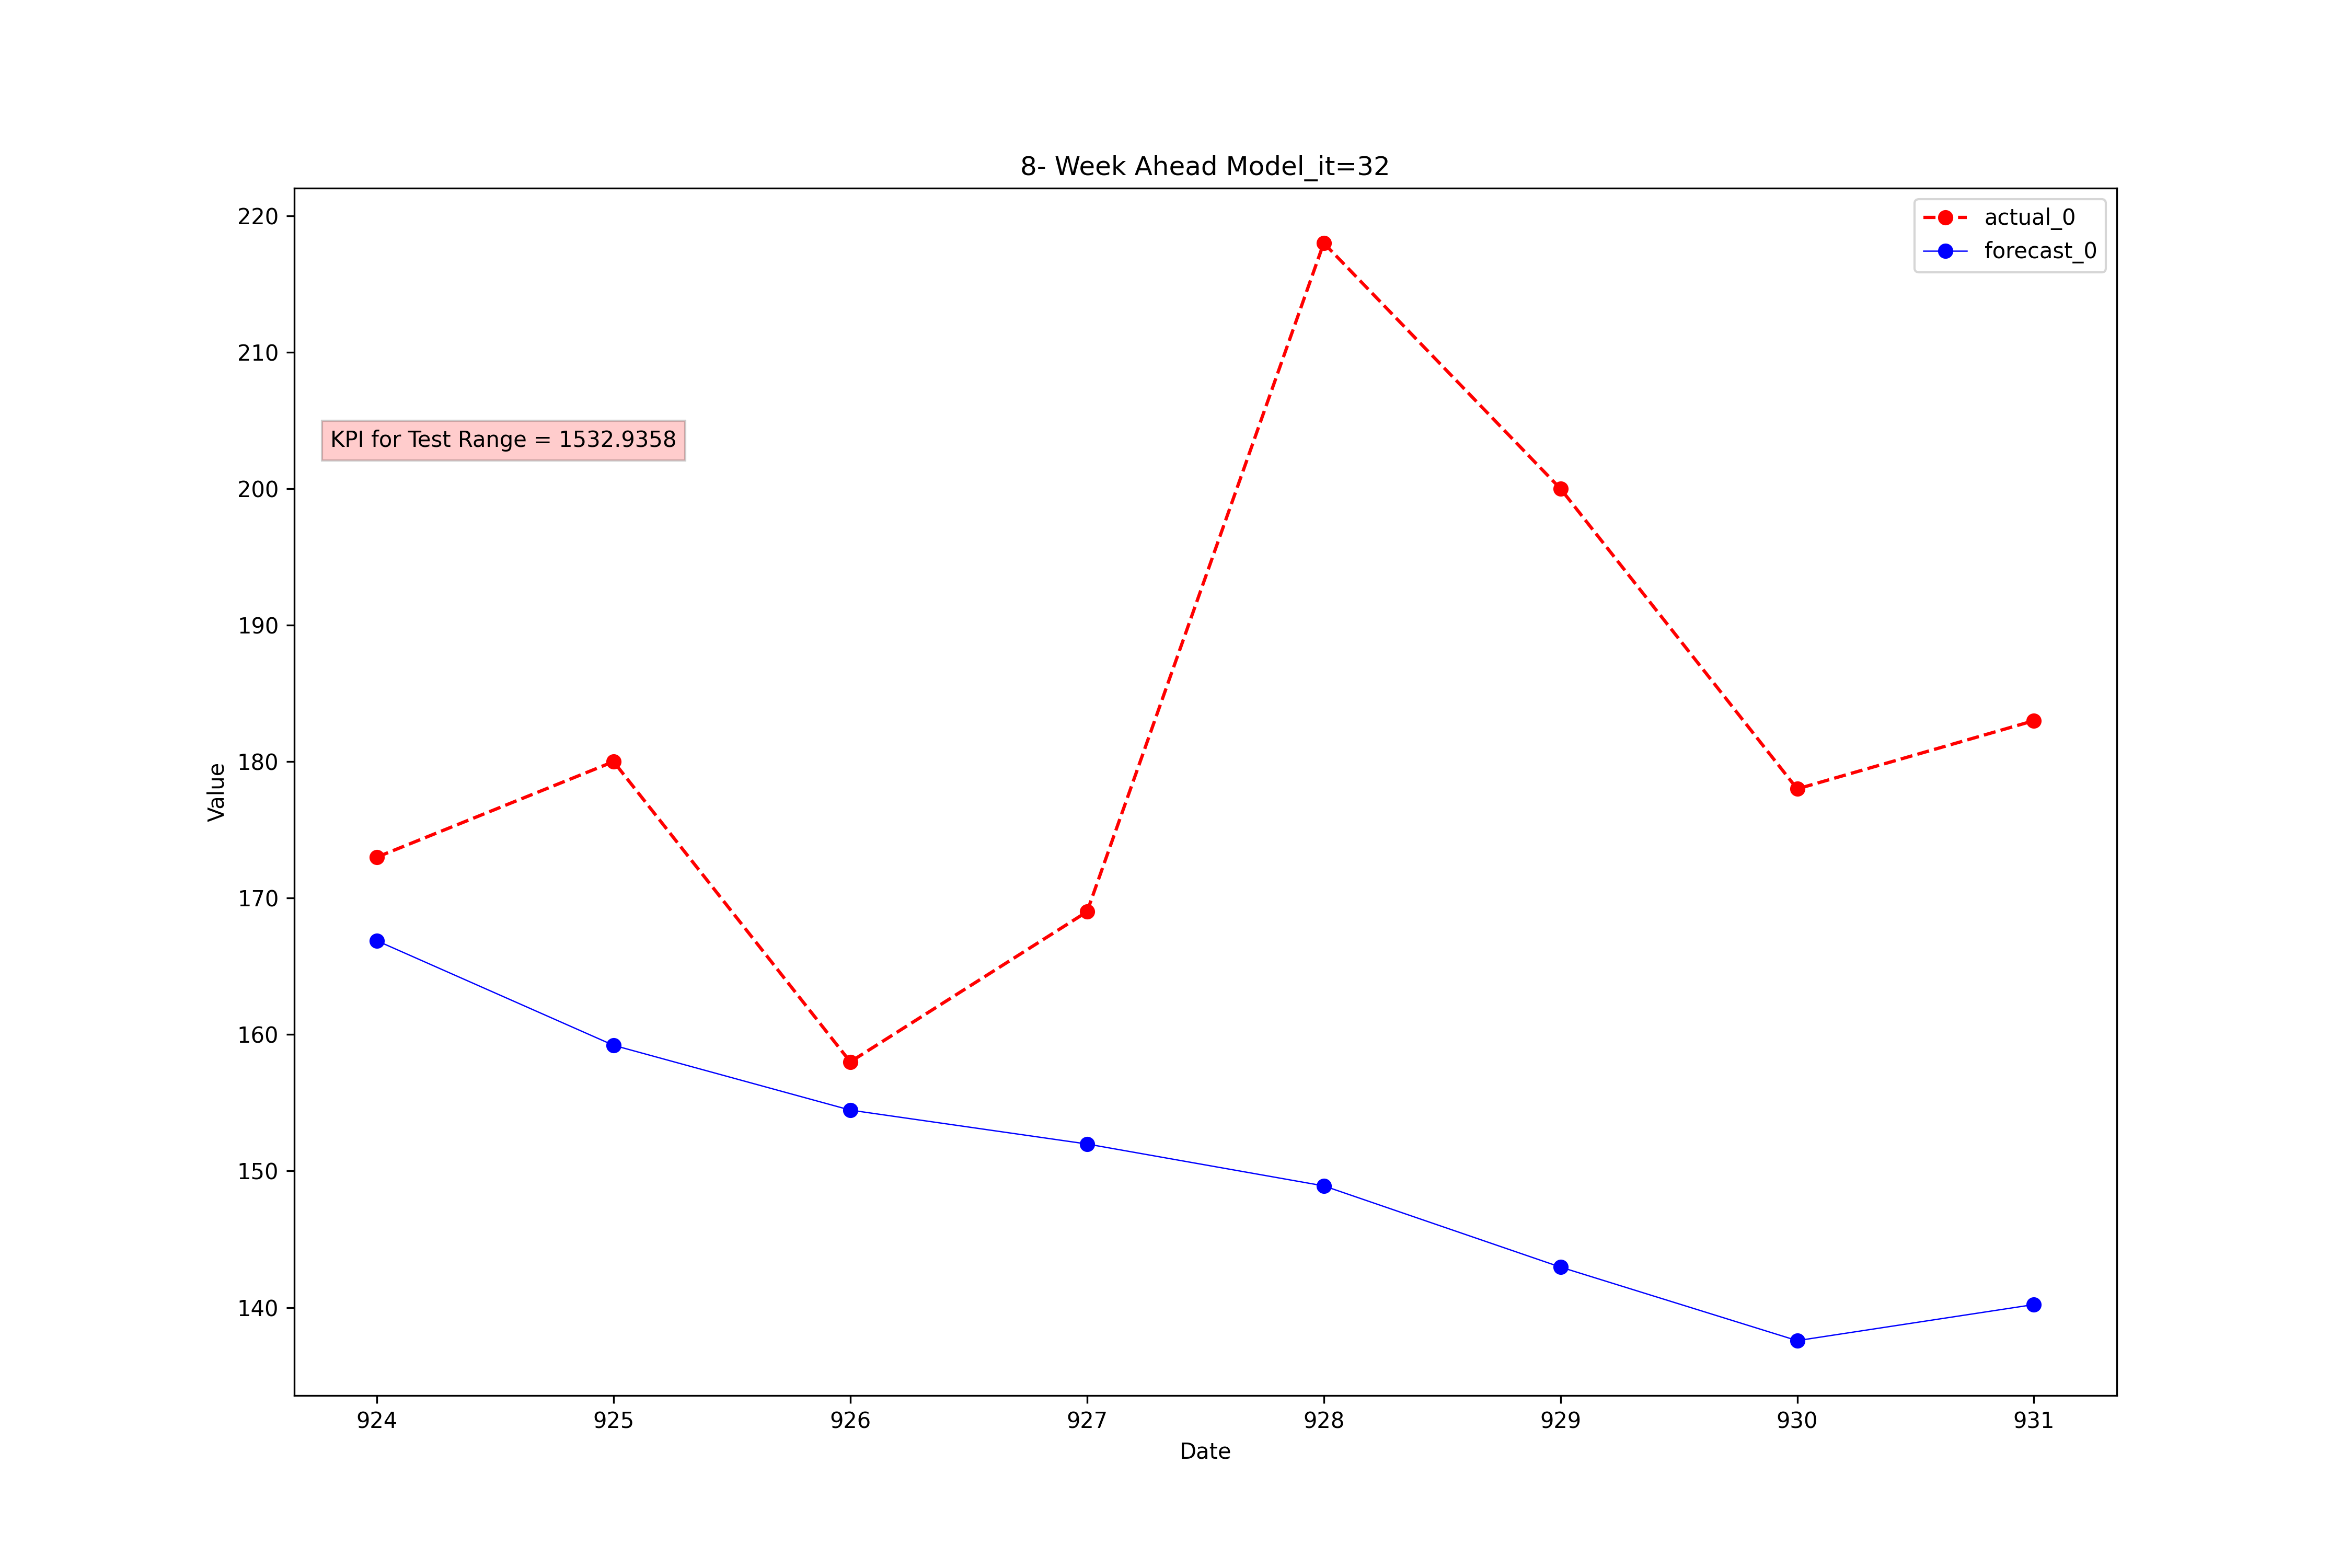 8- Week Ahead Model_it=32
actual_0
forecast_0
KPI for Test Range = 1532.9358
Value
220
210
200
190
180
170
160
150
140
924 925 926 927 928 929 930 931
Date